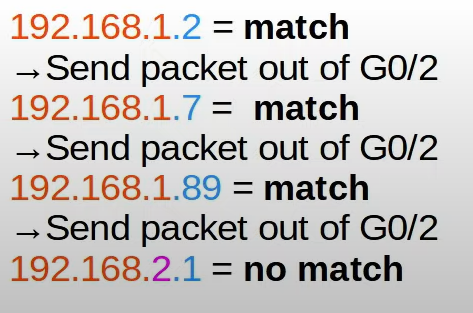 192.168.1.2 = match
→Send packet out of G0/2
192.168.1.7 = match
→Send packet out of G0/2
192.168.1.89 = match
→Send packet out of G0/2
192.168.2.1 = no match